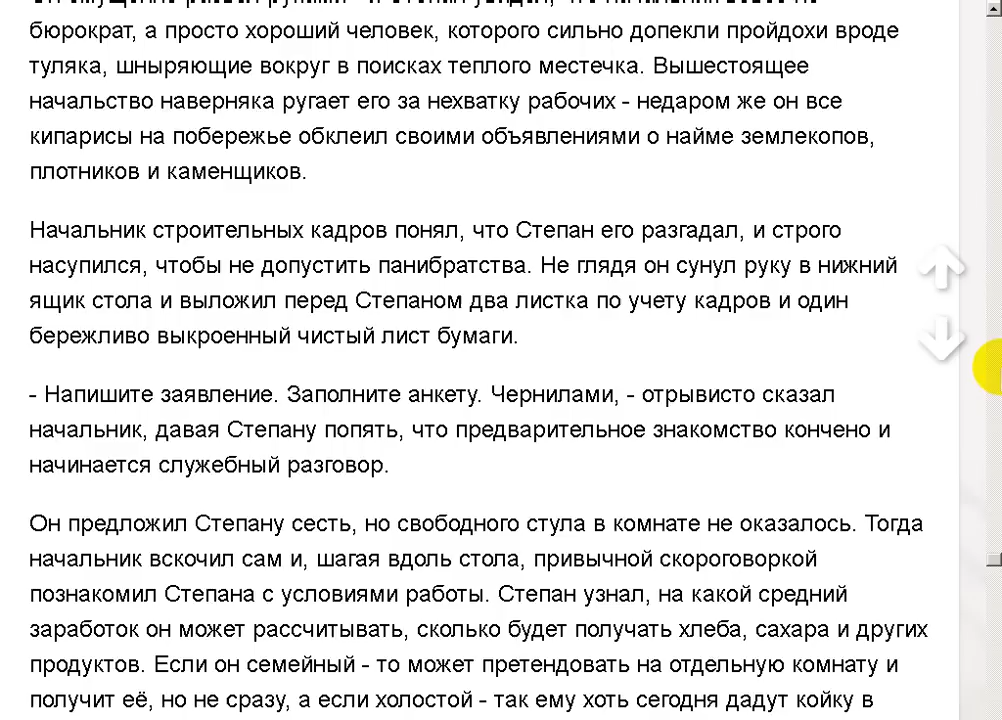 бюрократ, а просто хороший человек, которого сильно допекли пройдохи вроде
туляка, шныряющие вокруг в поисках теплого местечка. Вышестоящее
начальство наверняка ругает его за нехватку рабочих - недаром же он все
кипарисы на побережье обклеил своими объявлениями о найме землекопов,
плотников и каменщиков.
Начальник строительных кадров понял, что Степан его разгадал, и строго
насупился, чтобы не допустить панибратства. Не глядя он сунул руку в нижний
ящик стола и выложил перед Степаном два листка по учету кадров и один
бережливо выкроенный чистый лист бумаги.
- Напишите заявление. Заполните анкету. Чернилами, - отрывисто сказал
начальник, давая Степану попять, что предварительное знакомство кончено и
начинается служебный разговор.
Он предложил Степану сесть, но свободного стула в комнате не оказалось. Тогда
начальник вскочил сам и, шагая вдоль стола, привычной скороговоркой
познакомил Степана с условиями работы. Степан узнал, на какой средний
заработок он может рассчитывать, сколько будет получать хлеба, сахара и других
продуктов. Если он семейный - то может претендовать на отдельную комнату и
получит её, но не сразу, а если холостой - так ему хоть сегодня дадут койку в